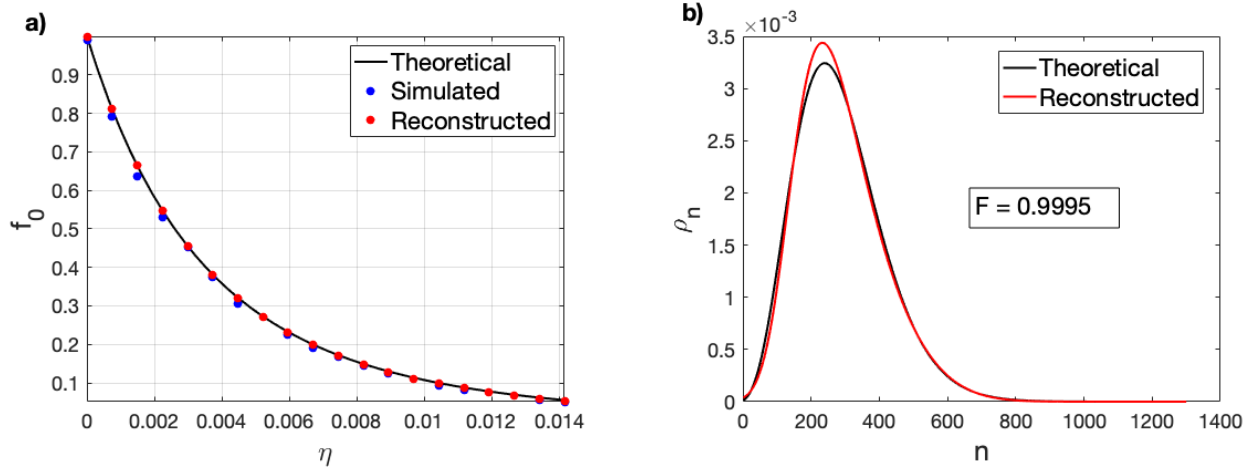 a)
0.9
0.8
0.7
0.6
0.5
0.4
0.3
0.2
0.1
f0
0 0.002 0.004 0.006 0.008 0.01 0.012 0.014
η
Theoretical
Simulated
Reconstructed
b)
×10⁻³
3.5
3
2.5
2
1.5
1
0.5
0
ρn
0 200 400 600 800 1000 1200 1400
n
Theoretical
Reconstructed
F = 0.9995